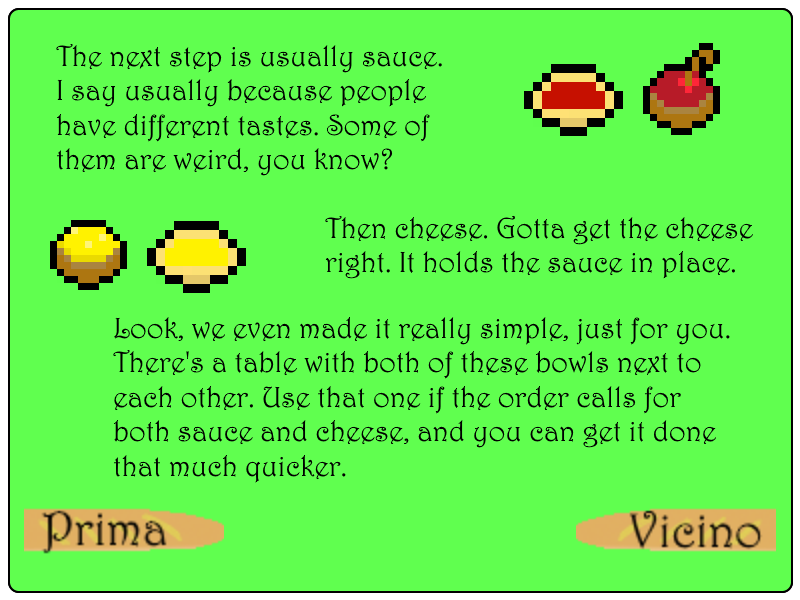 The next step is usually sauce.
I say usually because people
have different tastes. Some of
them are weird, you know?
Then cheese. Gotta get the cheese
right. It holds the sauce in place.
Look, we even made it really simple, just for you.
There's a table with both of these bowls next to
each other. Use that one if the order calls for
both sauce and cheese, and you can get it done
that much quicker.
Prima
Vicino